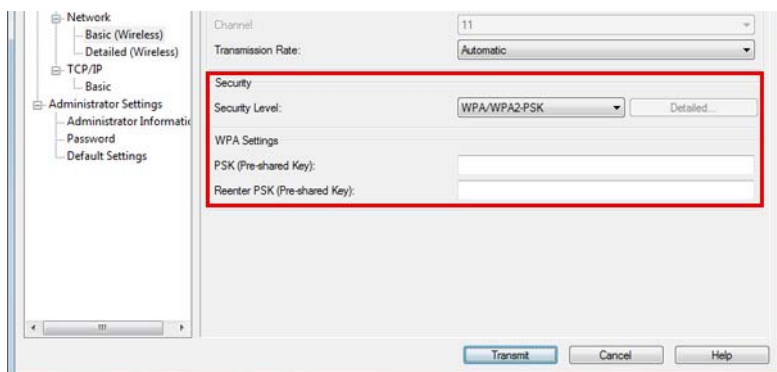 Network
Basic (Wireless)
Detailed (Wireless)
TCP/IP
Basic
Administrator Settings
Administrator Informatic
Password
Default Settings
Channel: 11
Transmission Rate: Automatic
Security
Security Level: WPA/WPA2-PSK Detailed...
WPA Settings
PSK (Pre-shared Key):
Reenter PSK (Pre-shared Key):
Transmit Cancel Help